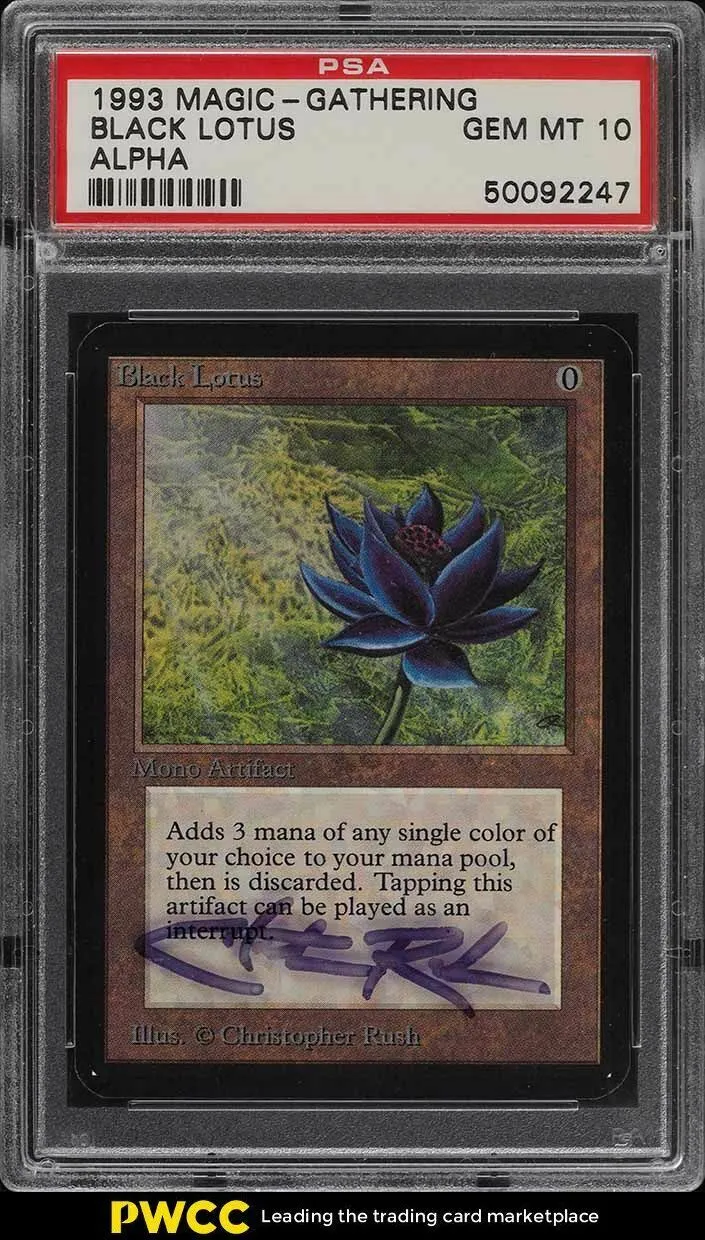 PSA
1993 MAGIC – GATHERING
BLACK LOTUS GEM MT 10
ALPHA
50092247
Black Lotus 0
Mono Artifact
Adds 3 mana of any single color of
your choice to your mana pool,
then is discarded. Tapping this
artifact can be played as an
interrupt.
Illus. © Christopher Rush
PWCC Leading the trading card marketplace